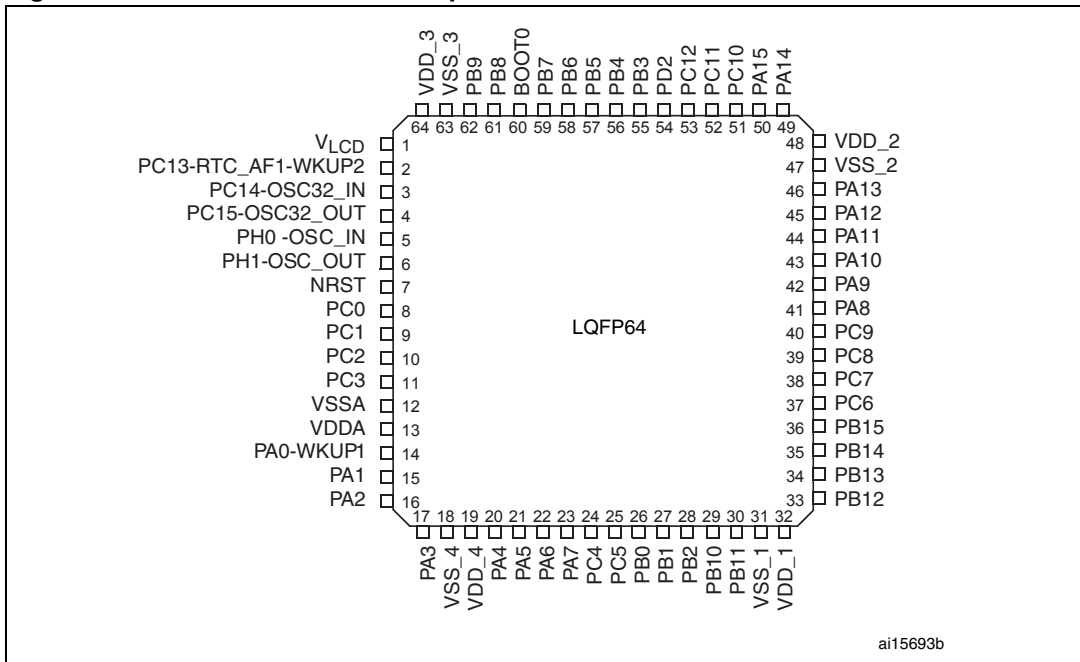 VDD_3
VSS_3
PB9
PB8
BOOT0
PB7
PB6
PB5
PB4
PB3
PD2
PC12
PC11
PC10
PA15
PA14
64 63 62 61 60 59 58 57 56 55 54 53 52 51 50 49
VLCD 1
PC13-RTC_AF1-WKUP2 2
PC14-OSC32_IN 3
PC15-OSC32_OUT 4
PH0 -OSC_IN 5
PH1-OSC_OUT 6
NRST 7
PC0 8
PC1 9
PC2 10
PC3 11
VSSA 12
VDDA 13
PA0-WKUP1 14
PA1 15
PA2 16
LQFP64
48 VDD_2
47 VSS_2
46 PA13
45 PA12
44 PA11
43 PA10
42 PA9
41 PA8
40 PC9
39 PC8
38 PC7
37 PC6
36 PB15
35 PB14
34 PB13
33 PB12
17 18 19 20 21 22 23 24 25 26 27 28 29 30 31 32
PA3
VSS_4
VDD_4
PA4
PA5
PA6
PA7
PC4
PC5
PB0
PB1
PB2
PB10
PB11
VSS_1
VDD_1
ai15693b